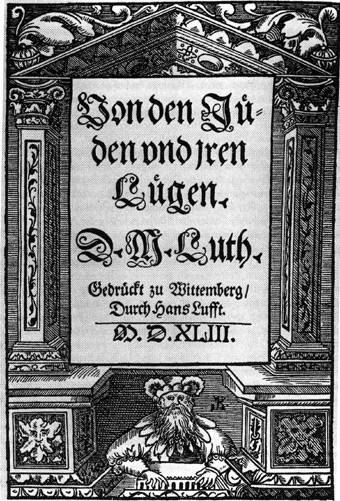 Von den Jü⸗
den vnd jren
Lügen.
D. M. Luth.
Gedrückt zu Wittemberg/
Durch Hans Lufft.
M. D. XLIII.